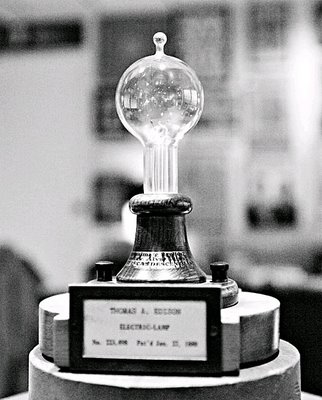 THOMAS A. EDISON
ELECTRIC-LAMP
No. 223,898 Pat'd Jan. 27, 1880